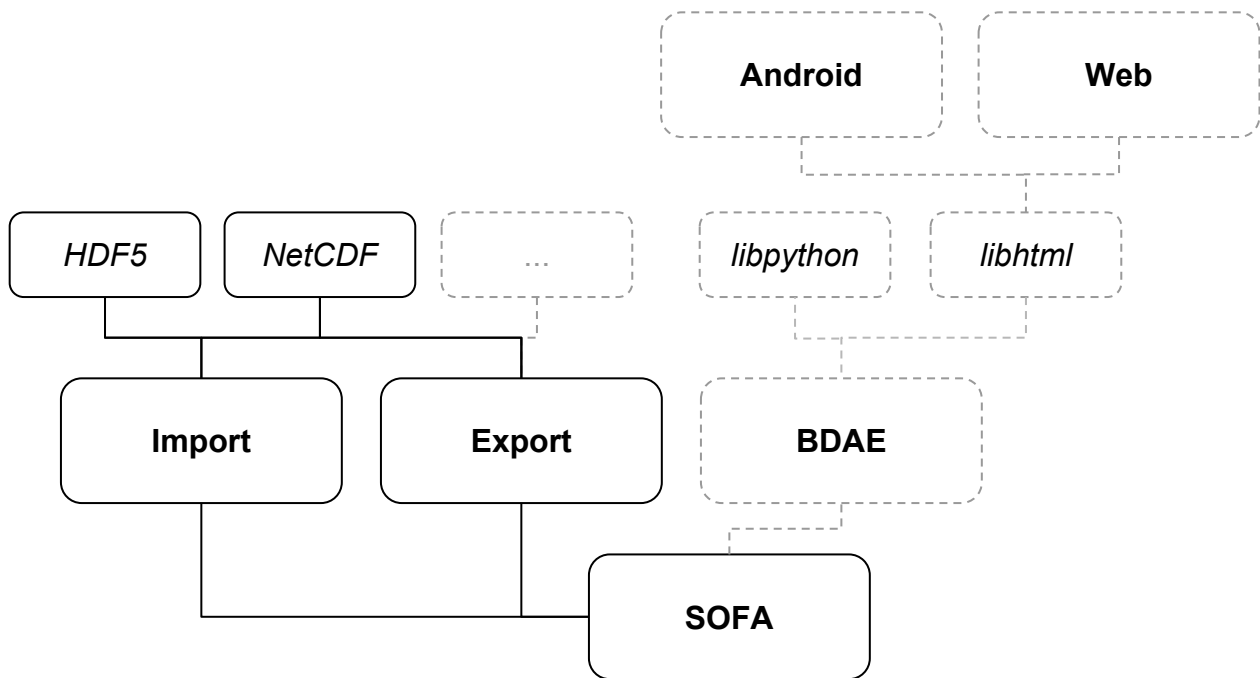 Android
Web
HDF5
NetCDF
...
libpython
libhtml
Import
Export
BDAE
SOFA